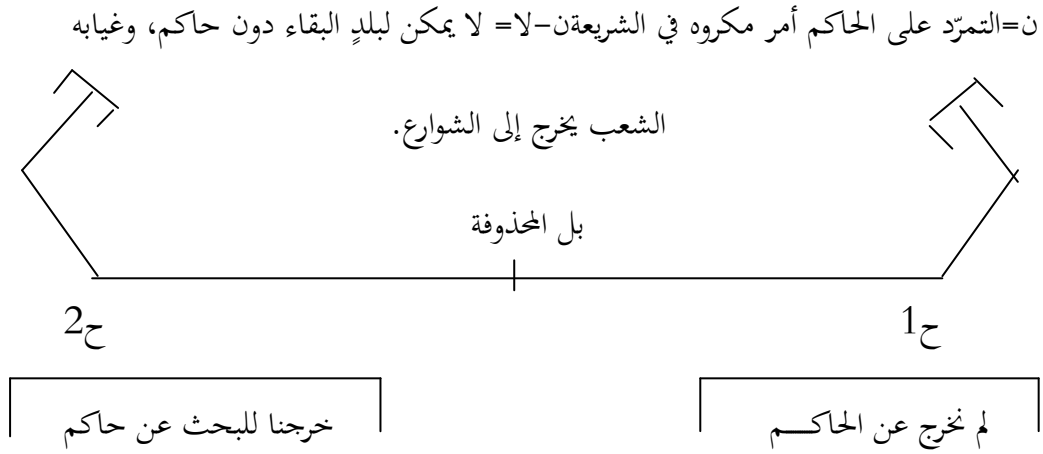 ن=التمرّد على الحاكم أمر مكروه في الشريعةن–لا= لا يمكن لبلدٍ البقاء دون حاكم، وغيابه
الشعب يخرج إلى الشوارع.
بل المحذوفة
ح1
ح2
لم نخرج عن الحاكـــم
خرجنا للبحث عن حاكم